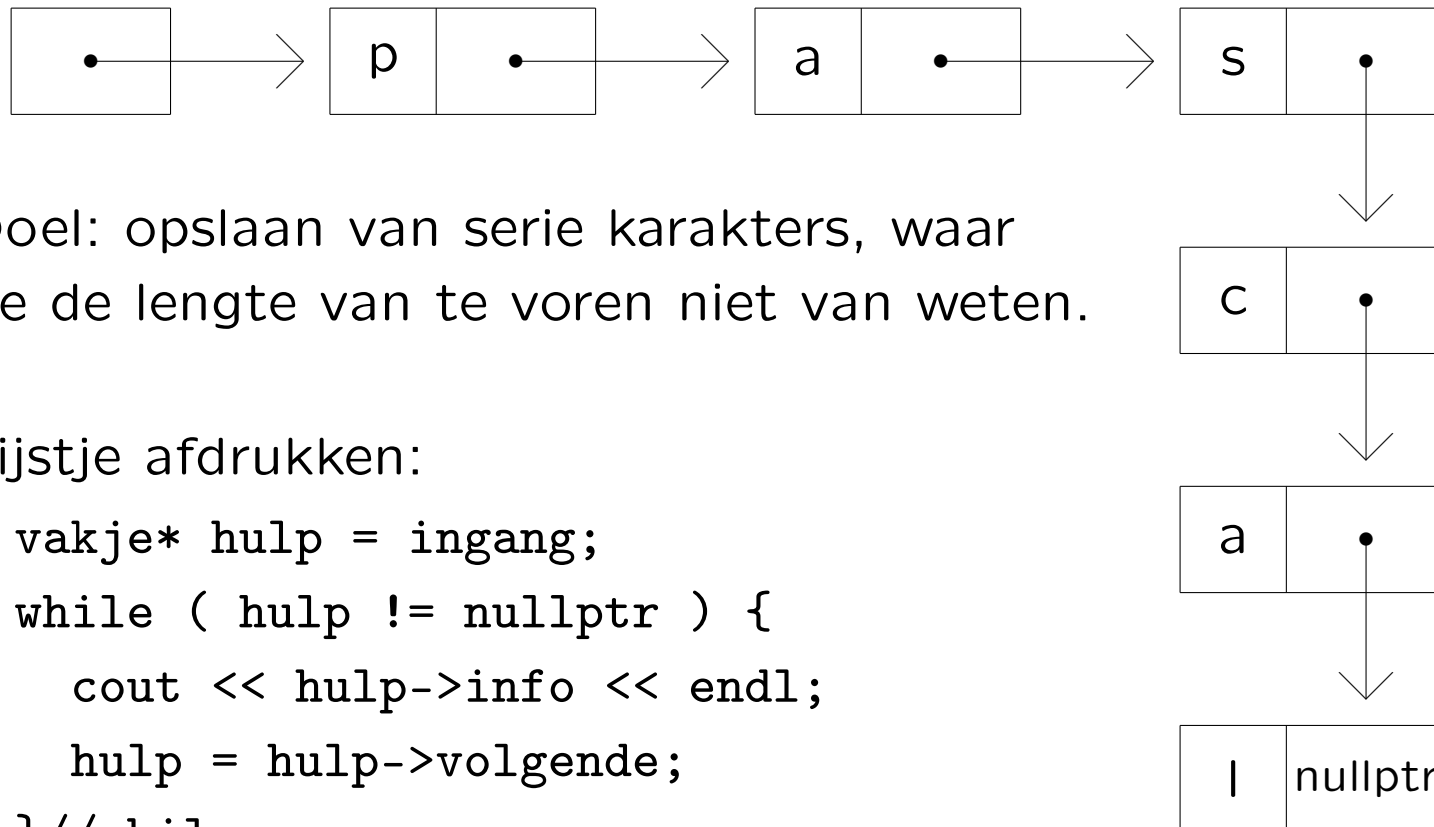 p a s
oel: opslaan van serie karakters, waar
e de lengte van te voren niet van weten.
c
ijstje afdrukken:
vakje* hulp = ingang;
a
while ( hulp != nullptr ) {
cout << hulp->info << endl;
hulp = hulp->volgende;
l nullptr